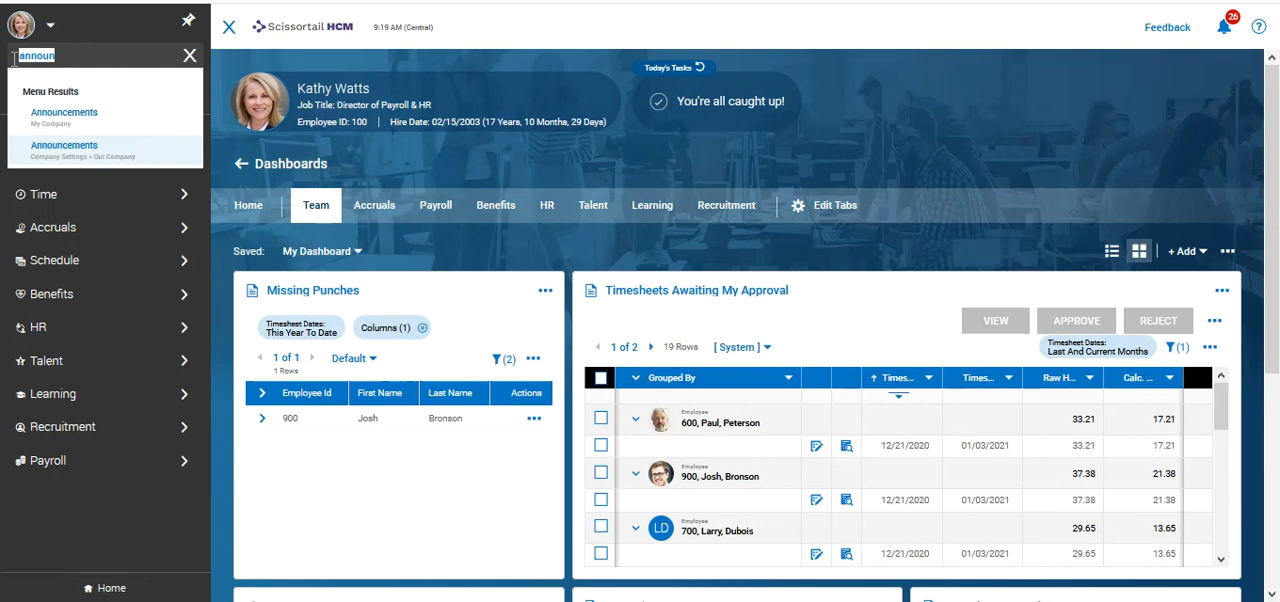 announ
Menu Results
Announcements
My Company
Announcements
Company Settings > Our Company
Time
Accruals
Schedule
Benefits
HR
Talent
Learning
Recruitment
Payroll
Home
Scissortail HCM
9:19 AM (Central)
Feedback
26
?
Kathy Watts
Job Title: Director of Payroll & HR
Employee ID: 100 | Hire Date: 02/15/2003 (17 Years, 10 Months, 29 Days)
Today's Tasks
You're all caught up!
Dashboards
Home Team Accruals Payroll Benefits HR Talent Learning Recruitment Edit Tabs
Saved: My Dashboard
+ Add
Missing Punches
Timesheet Dates:
This Year To Date
Columns (1)
1 of 1
1 Rows
Default
(2)
Employee Id First Name Last Name Actions
900 Josh Bronson
Timesheets Awaiting My Approval
VIEW APPROVE REJECT
1 of 2 19 Rows [ System ]
Timesheet Dates:
Last And Current Months
(1)
Grouped By Times... Times... Raw H... Calc. ...
Employee
600, Paul, Peterson 33.21 17.21
12/21/2020 01/03/2021 33.21 17.21
Employee
900, Josh, Bronson 37.38 21.38
12/21/2020 01/03/2021 37.38 21.38
LD
Employee
700, Larry, Dubois 29.65 13.65
12/21/2020 01/03/2021 29.65 13.65